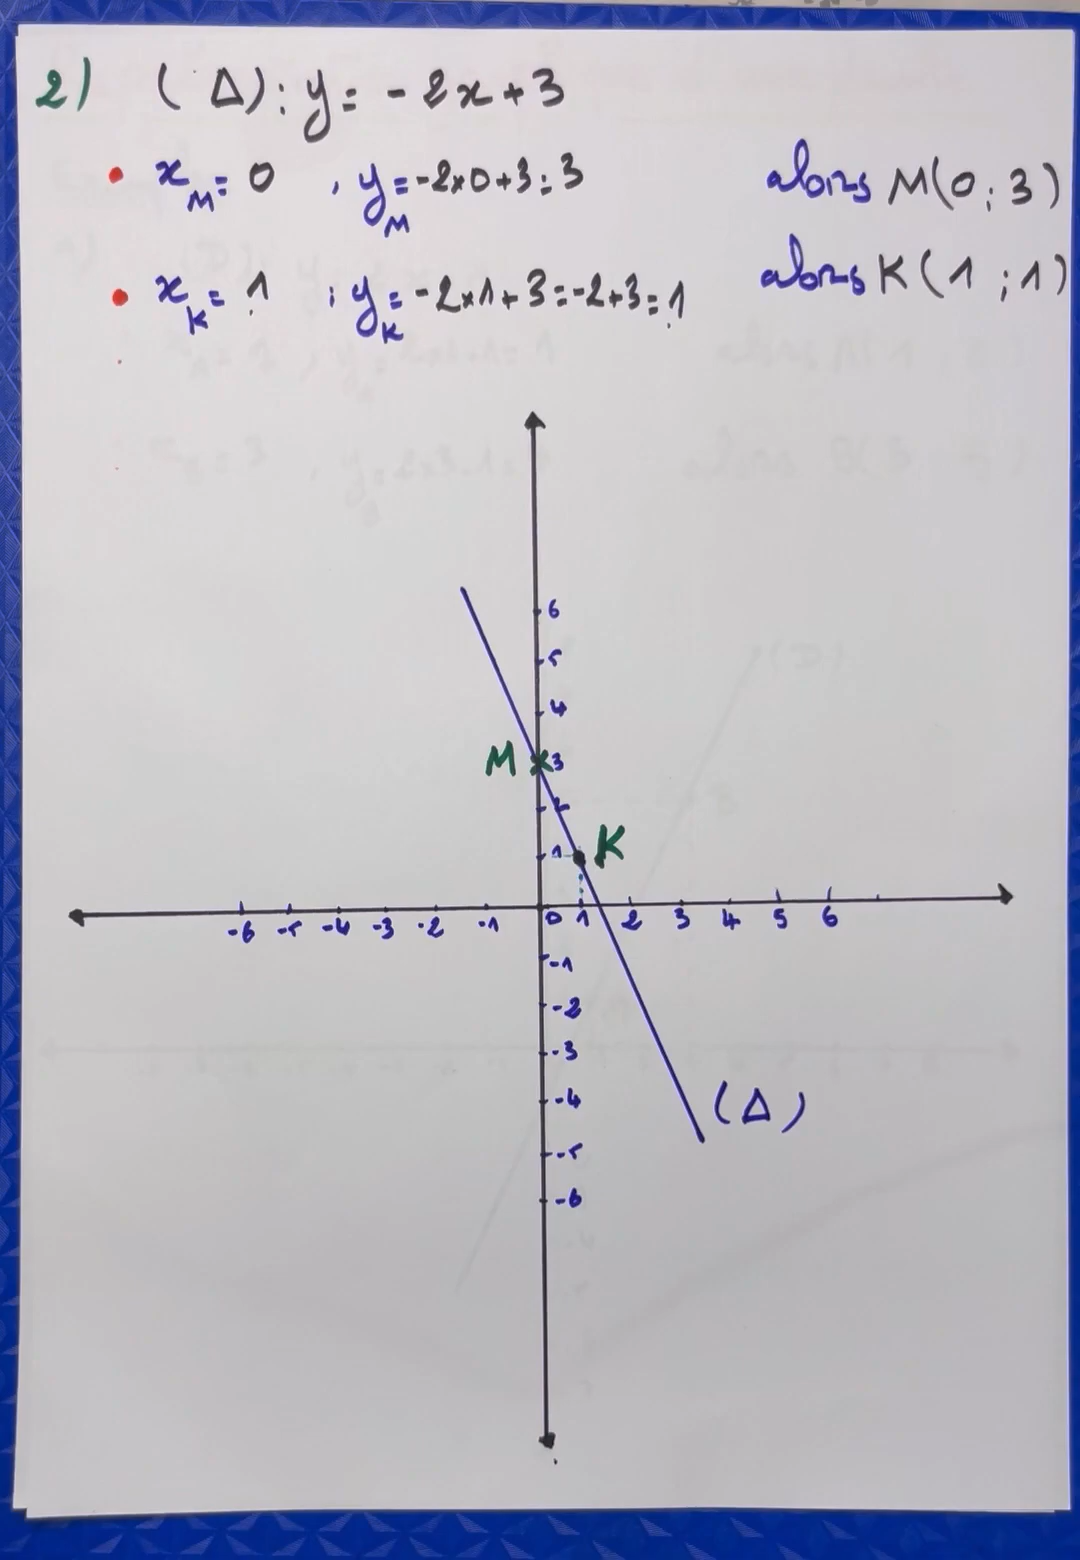 2) (Δ): y = -2x+3
• x_M = 0 , y_M = -2×0+3 = 3 alors M(0;3)
• x_K = 1 ; y_K = -2×1+3 = -2+3 = 1 alors K(1;1)
6
5
4
M 3
2
1 K
-6 -5 -4 -3 -2 -1 0 1 2 3 4 5 6
-1
-2
-3
-4 (Δ)
-5
-6